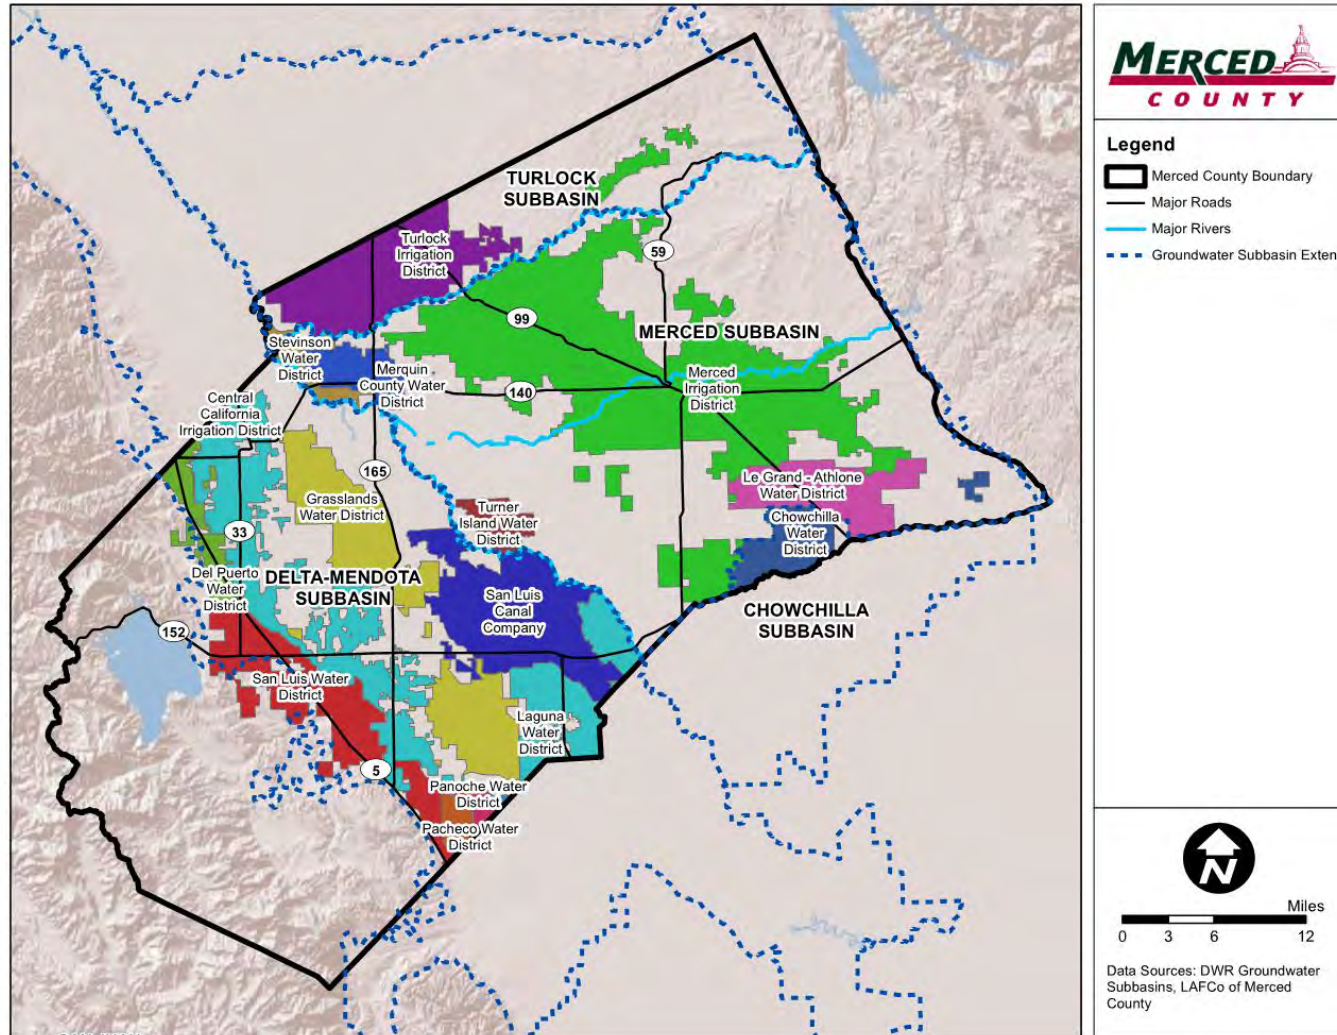 MERCED
COUNTY
Legend
Merced County Boundary
Major Roads
Major Rivers
Groundwater Subbasin Exten
TURLOCK
SUBBASIN
Turlock
Irrigation
District
59
99
MERCED SUBBASIN
Stevinson
Water
District
Merquin
County Water
District
140
Merced
Irrigation
District
Central
California
Irrigation District
165
Grasslands
Water District
Turner
Island Water
District
Le Grand - Athlone
Water District
Chowchilla
Water
District
33
Del Puerto
Water
District
DELTA-MENDOTA
SUBBASIN
San Luis
Canal
Company
CHOWCHILLA
SUBBASIN
152
San Luis Water
District
Laguna
Water
District
5
Panoche Water
District
Pacheco Water
District
N
Miles
0 3 6 12
Data Sources: DWR Groundwater
Subbasins, LAFCo of Merced
County